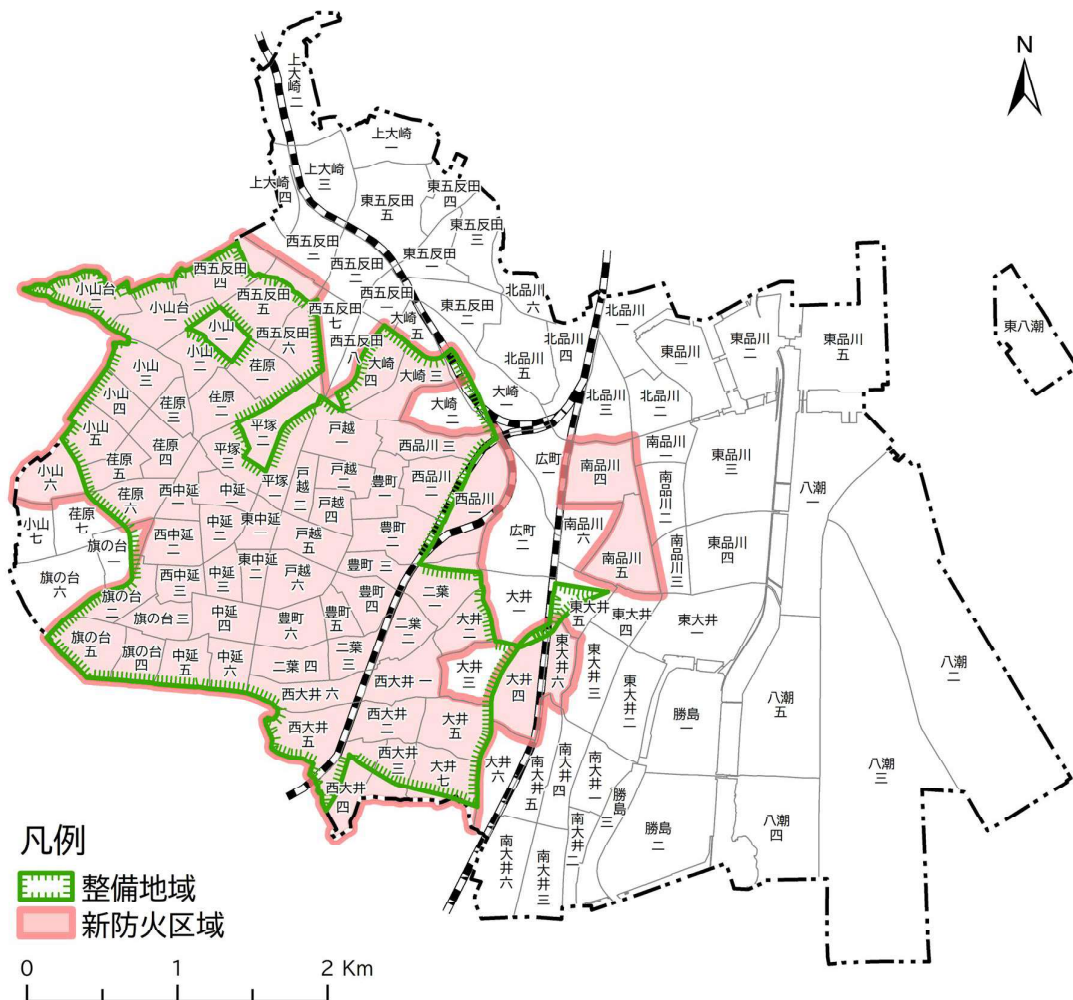 N
上大崎二
上大崎一
上大崎三
上大崎四
東五反田五
東五反田四
東五反田三
西五反田二
東五反田一
西五反田二
西五反田一
東五反田二
北品川六
西五反田四
西五反田五
西五反田七
大崎五
北品川一
東品川一
東品川二
東品川五
東八潮
小山台二
小山台一
小山一
西五反田六
西五反田八
大崎四
大崎三
北品川五
北品川四
小山二
小山三
荏原一
大崎二
大崎一
北品川三
北品川二
小山四
荏原三
荏原二
平塚二
戸越一
西品川三
広町一
南品川四
南品川一
東品川三
小山五
荏原五
荏原四
平塚三
小山六
荏原六
西中延一
中延一
平塚一
戸越三
戸越二
戸越四
豊町一
西品川二
西品川一
南品川二
八潮一
小山七
荏原七
旗の台一
西中延二
中延二
東中延一
戸越五
豊町二
広町二
南品川六
南品川五
南品川三
東品川四
旗の台六
旗の台二
西中延三
中延三
東中延二
戸越六
豊町三
豊町四
二葉一
大井一
東大井五
東大井四
東大井一
旗の台三
中延四
豊町六
豊町五
二葉二
大井二
旗の台五
旗の台四
中延五
中延六
二葉四
二葉三
大井三
大井四
東大井六
東大井三
東大井二
八潮二
西大井六
西大井一
勝島一
八潮五
西大井五
西大井二
大井五
西大井三
大井七
大井六
南大井五
南大井四
南大井一
八潮三
西大井四
勝島三
勝島二
八潮四
南大井六
南大井三
南大井二
凡例
整備地域
新防火区域
0 1 2 Km